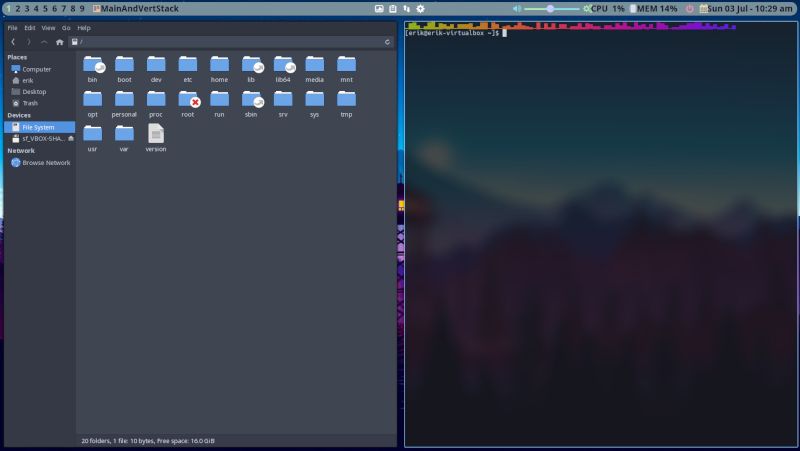 1 2 3 4 5 6 7 8 9 MainAndVertStack CPU 1% MEM 14% Sun 03 Jul - 10:29 am
File Edit View Go Help
/
Places
Computer
erik
Desktop
Trash
Devices
File System
sf_VBOX-SHA...
Network
Browse Network
bin boot dev etc home lib lib64 media mnt
opt personal proc root run sbin srv sys tmp
usr var version
20 folders, 1 file: 10 bytes, Free space: 16.0 GiB
[erik@erik-virtualbox ~]$